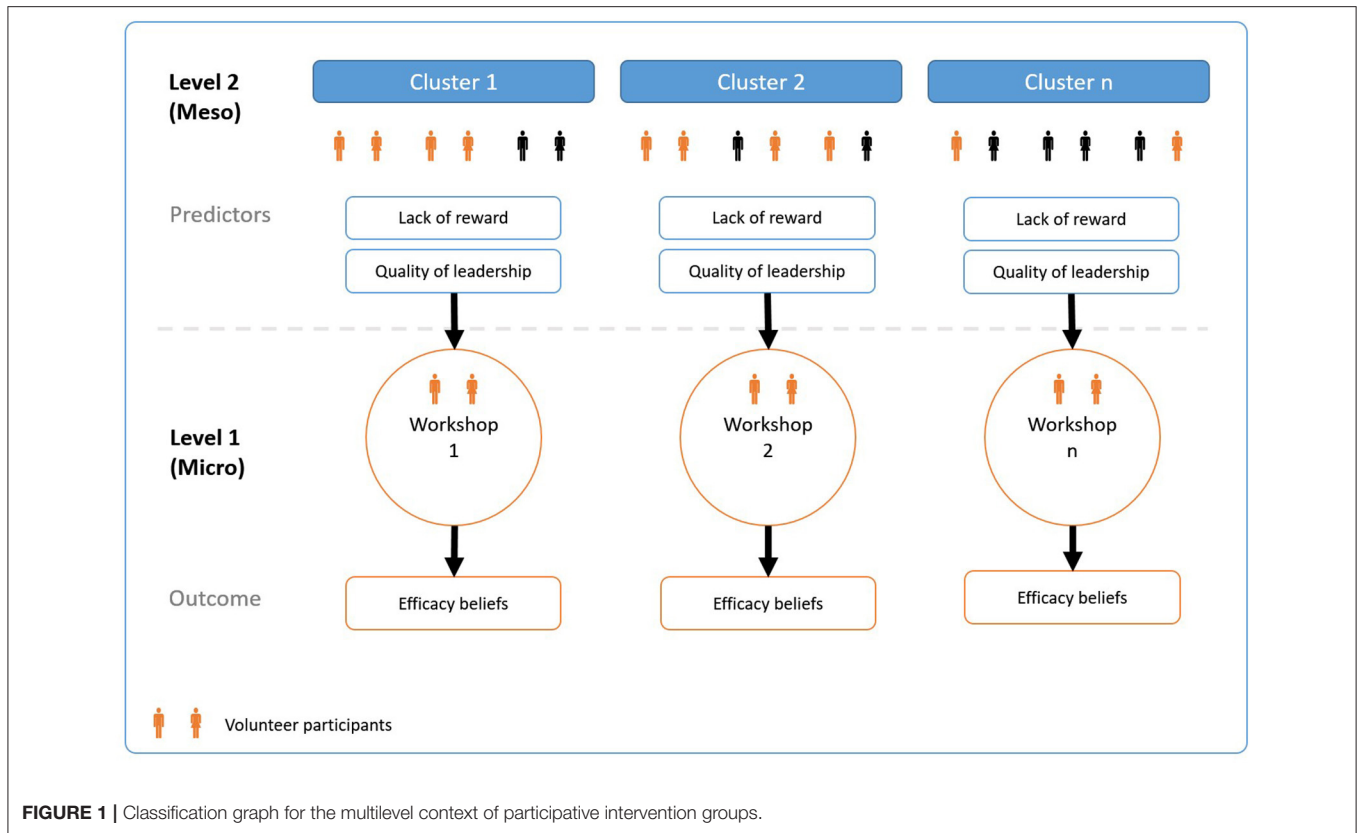 Level 2
(Meso)
Cluster 1
Cluster 2
Cluster n
Predictors
Lack of reward
Lack of reward
Lack of reward
Quality of leadership
Quality of leadership
Quality of leadership
Level 1
(Micro)
Workshop
1
Workshop
2
Workshop
n
Outcome
Efficacy beliefs
Efficacy beliefs
Efficacy beliefs
Volunteer participants
FIGURE 1 | Classification graph for the multilevel context of participative intervention groups.